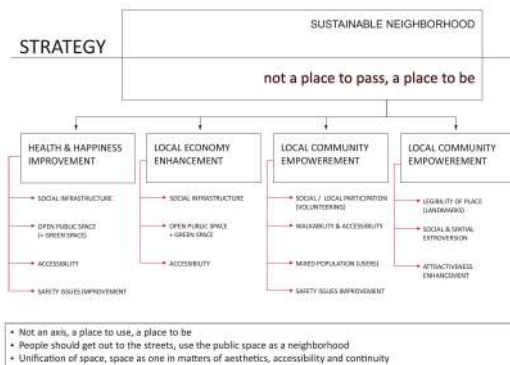 SUSTAINABLE NEIGHBORHOOD
STRATEGY
not a place to pass, a place to be
HEALTH & HAPPINESS
IMPROVEMENT
SOCIAL INFRASTRUCTURE
OPEN PUBLIC SPACE
(+ GREEN SPACE)
ACCESSIBILITY
SAFETY ISSUES IMPROVEMENT
LOCAL ECONOMY
ENHANCEMENT
SOCIAL INFRASTRUCTURE
OPEN PUBLIC SPACE
+ GREEN SPACE
ACCESSIBILITY
LOCAL COMMUNITY
EMPOWEREMENT
SOCIAL / LOCAL PARTICIPATION
(VOLUNTEERING)
WALKABILITY & ACCESSIBILITY
MIXED POPULATION (USERS)
SAFETY ISSUES IMPROVEMENT
LOCAL COMMUNITY
EMPOWEREMENT
LEGIBILITY OF PLACE
(LANDMARKS)
SOCIAL & SPATIAL
EXTROVERSION
ATTRACTIVENESS
ENHANCEMENT
• Not an axis, a place to use, a place to be
• People should get out to the streets, use the public space as a neighborhood
• Unification of space, space as one in matters of aesthetics, accessibility and continuity